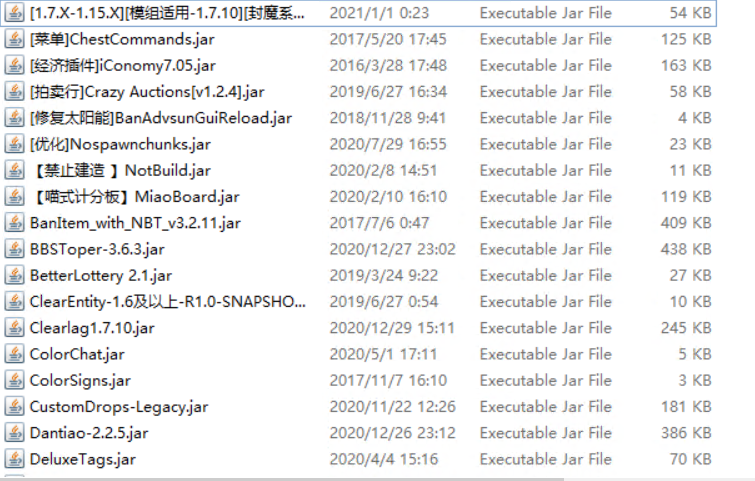 [1.7.X-1.15.X][模组适用-1.7.10][封魔系... 2021/1/1 0:23 Executable Jar File 54 KB
[菜单]ChestCommands.jar 2017/5/20 17:45 Executable Jar File 125 KB
[经济插件]iConomy7.05.jar 2016/3/28 17:48 Executable Jar File 163 KB
[拍卖行]Crazy Auctions[v1.2.4].jar 2019/6/27 16:34 Executable Jar File 58 KB
[修复太阳能]BanAdvsunGuiReload.jar 2018/11/28 9:41 Executable Jar File 4 KB
[优化]Nospawnchunks.jar 2020/7/29 16:55 Executable Jar File 23 KB
【禁止建造 】NotBuild.jar 2020/2/8 14:51 Executable Jar File 11 KB
【喵式计分板】MiaoBoard.jar 2020/2/10 16:10 Executable Jar File 119 KB
BanItem_with_NBT_v3.2.11.jar 2017/7/6 0:47 Executable Jar File 409 KB
BBSToper-3.6.3.jar 2020/12/27 23:02 Executable Jar File 438 KB
BetterLottery 2.1.jar 2019/3/24 9:22 Executable Jar File 27 KB
ClearEntity-1.6及以上-R1.0-SNAPSHO... 2019/6/27 0:54 Executable Jar File 10 KB
Clearlag1.7.10.jar 2020/12/29 15:11 Executable Jar File 245 KB
ColorChat.jar 2020/5/1 17:11 Executable Jar File 5 KB
ColorSigns.jar 2017/11/7 16:10 Executable Jar File 3 KB
CustomDrops-Legacy.jar 2020/11/22 12:26 Executable Jar File 181 KB
Dantiao-2.2.5.jar 2020/12/26 23:12 Executable Jar File 386 KB
DeluxeTags.jar 2020/4/4 15:16 Executable Jar File 70 KB